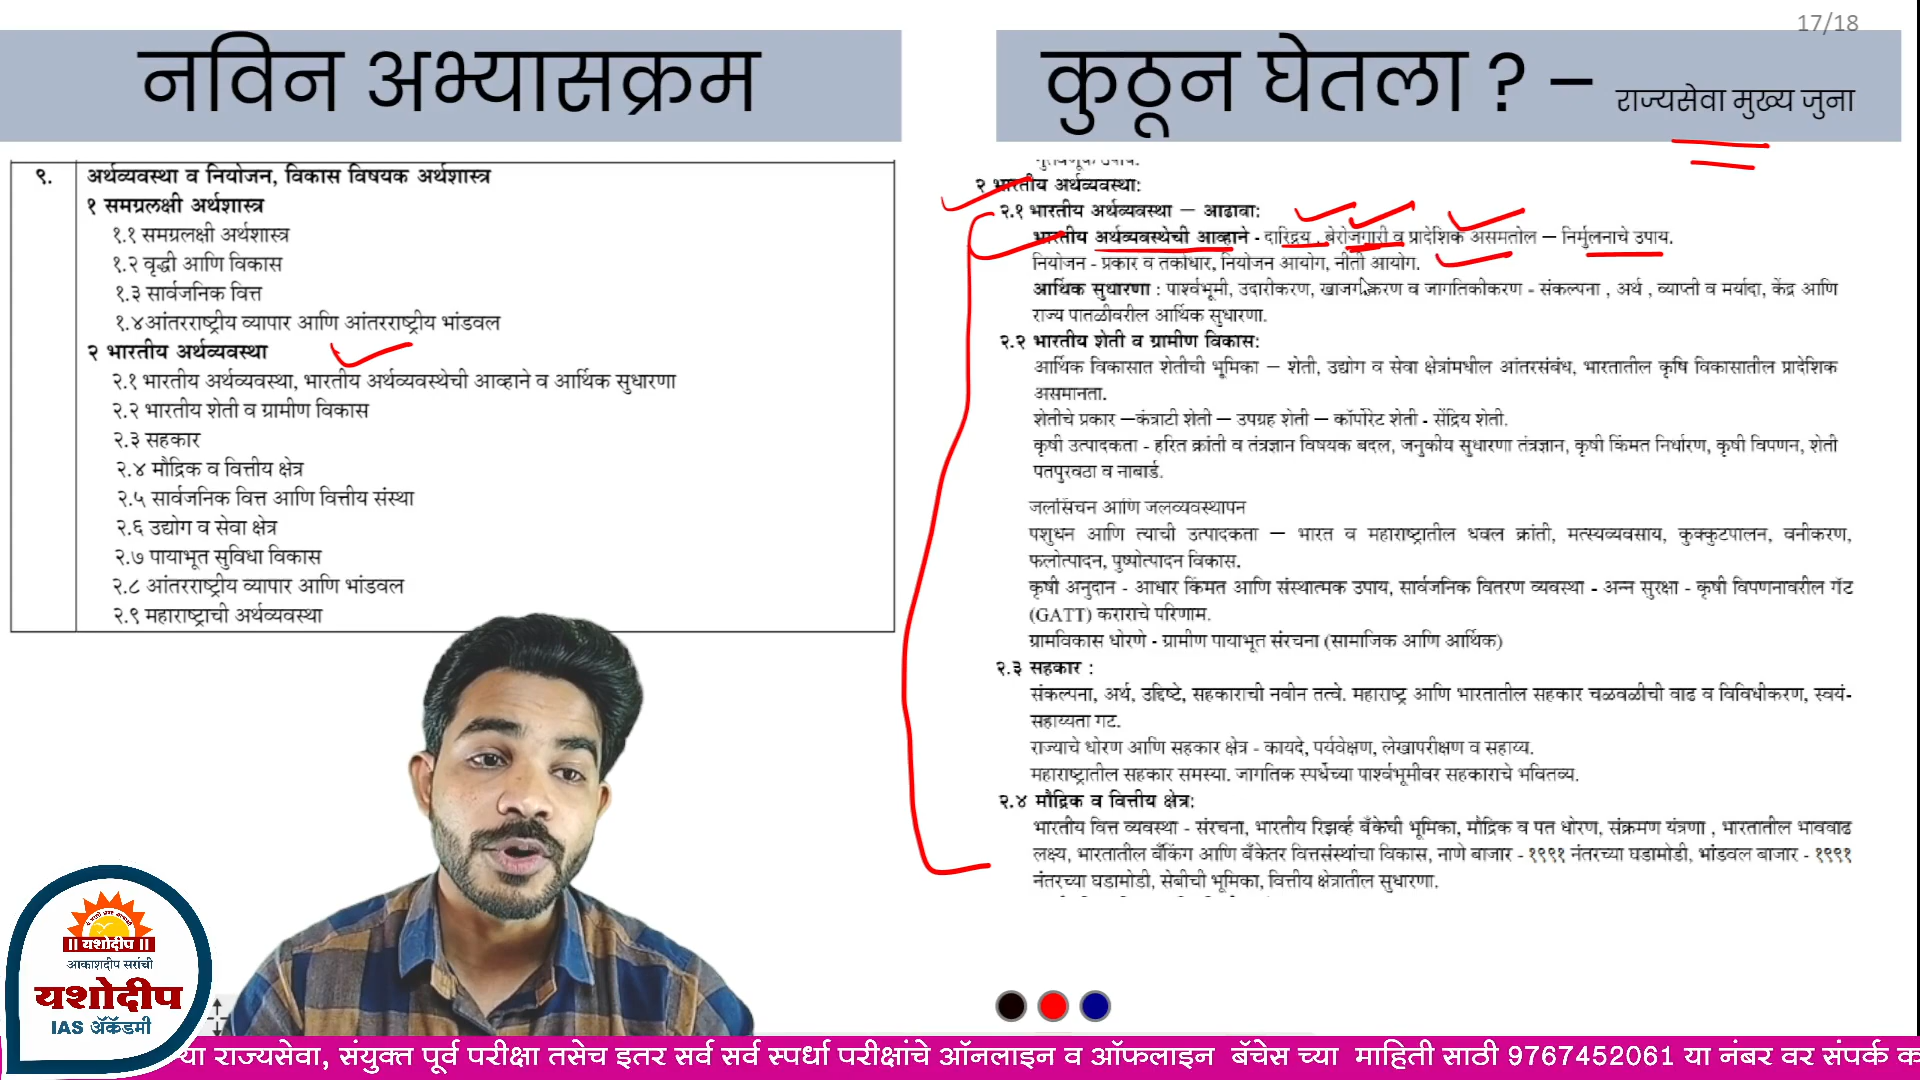 17/18
नविन अभ्यासक्रम
कुठून घेतला ? – राज्यसेवा मुख्य जुना
९. अर्थव्यवस्था व नियोजन, विकास विषयक अर्थशास्त्र
१ समग्रलक्षी अर्थशास्त्र
१.१ समग्रलक्षी अर्थशास्त्र
१.२ वृद्धी आणि विकास
१.३ सार्वजनिक वित्त
१.४आंतरराष्ट्रीय व्यापार आणि आंतरराष्ट्रीय भांडवल
२ भारतीय अर्थव्यवस्था
२.१ भारतीय अर्थव्यवस्था, भारतीय अर्थव्यवस्थेची आव्हाने व आर्थिक सुधारणा
२.२ भारतीय शेती व ग्रामीण विकास
२.३ सहकार
२.४ मौद्रिक व वित्तीय क्षेत्र
२.५ सार्वजनिक वित्त आणि वित्तीय संस्था
२.६ उद्योग व सेवा क्षेत्र
२.७ पायाभूत सुविधा विकास
२.८ आंतरराष्ट्रीय व्यापार आणि भांडवल
२.९ महाराष्ट्राची अर्थव्यवस्था
२ भारतीय अर्थव्यवस्था:
२.१ भारतीय अर्थव्यवस्था – आढावा:
भारतीय अर्थव्यवस्थेची आव्हाने - दारिद्रय , बेरोजगारी व प्रादेशिक असमतोल – निर्मुलनाचे उपाय.
नियोजन - प्रकार व तर्काधार, नियोजन आयोग, नीती आयोग.
आर्थिक सुधारणा : पार्श्वभूमी, उदारीकरण, खाजगीकरण व जागतिकीकरण - संकल्पना , अर्थ , व्याप्ती व मर्यादा, केंद्र आणि
राज्य पातळीवरील आर्थिक सुधारणा.
२.२ भारतीय शेती व ग्रामीण विकास:
आर्थिक विकासात शेतीची भूमिका – शेती, उद्योग व सेवा क्षेत्रांमधील आंतरसंबंध, भारतातील कृषि विकासातील प्रादेशिक
असमानता.
शेतीचे प्रकार –कंत्राटी शेती – उपग्रह शेती – कॉर्पोरेट शेती - सेंद्रिय शेती.
कृषी उत्पादकता - हरित क्रांती व तंत्रज्ञान विषयक बदल, जनुकीय सुधारणा तंत्रज्ञान, कृषी किंमत निर्धारण, कृषी विपणन, शेती
पतपुरवठा व नाबार्ड.
जलसिंचन आणि जलव्यवस्थापन
पशुधन आणि त्याची उत्पादकता – भारत व महाराष्ट्रातील धवल क्रांती, मत्स्यव्यवसाय, कुक्कुटपालन, वनीकरण,
फलोत्पादन, पुष्पोत्पादन विकास.
कृषी अनुदान - आधार किंमत आणि संस्थात्मक उपाय, सार्वजनिक वितरण व्यवस्था - अन्न सुरक्षा - कृषी विपणनावरील गॅट
(GATT) कराराचे परिणाम.
ग्रामविकास धोरणे - ग्रामीण पायाभूत संरचना (सामाजिक आणि आर्थिक)
२.३ सहकार :
संकल्पना, अर्थ, उद्दिष्टे, सहकाराची नवीन तत्वे. महाराष्ट्र आणि भारतातील सहकार चळवळीची वाढ व विविधीकरण, स्वयं-
सहाय्यता गट.
राज्याचे धोरण आणि सहकार क्षेत्र - कायदे, पर्यवेक्षण, लेखापरीक्षण व सहाय्य.
महाराष्ट्रातील सहकार समस्या. जागतिक स्पर्धेच्या पार्श्वभूमीवर सहकाराचे भवितव्य.
२.४ मौद्रिक व वित्तीय क्षेत्र:
भारतीय वित्त व्यवस्था - संरचना, भारतीय रिझर्व्ह बँकेची भूमिका, मौद्रिक व पत धोरण, संक्रमण यंत्रणा , भारतातील भाववाढ
लक्ष्य, भारतातील बँकिंग आणि बँकेतर वित्तसंस्थांचा विकास, नाणे बाजार - १९९१ नंतरच्या घडामोडी, भांडवल बाजार - १९९१
नंतरच्या घडामोडी, सेबीची भूमिका, वित्तीय क्षेत्रातील सुधारणा.
॥ यशोदीप ॥
आकाशदीप सरांची
यशोदीप
IAS अ‍ॅकॅडमी
या राज्यसेवा, संयुक्त पूर्व परीक्षा तसेच इतर सर्व सर्व स्पर्धा परीक्षांचे ऑनलाइन व ऑफलाइन बॅचेस च्या माहिती साठी 9767452061 या नंबर वर संपर्क क